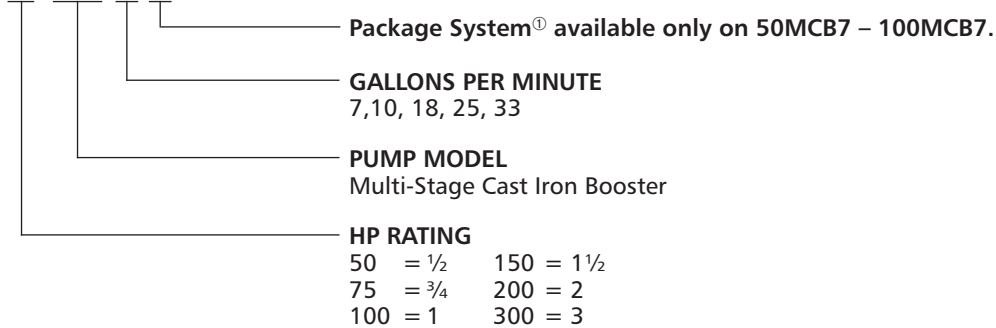 Package System① available only on 50MCB7 – 100MCB7.
GALLONS PER MINUTE
7,10, 18, 25, 33
PUMP MODEL
Multi-Stage Cast Iron Booster
HP RATING
50 = ½ 150 = 1½
75 = ¾ 200 = 2
100 = 1 300 = 3